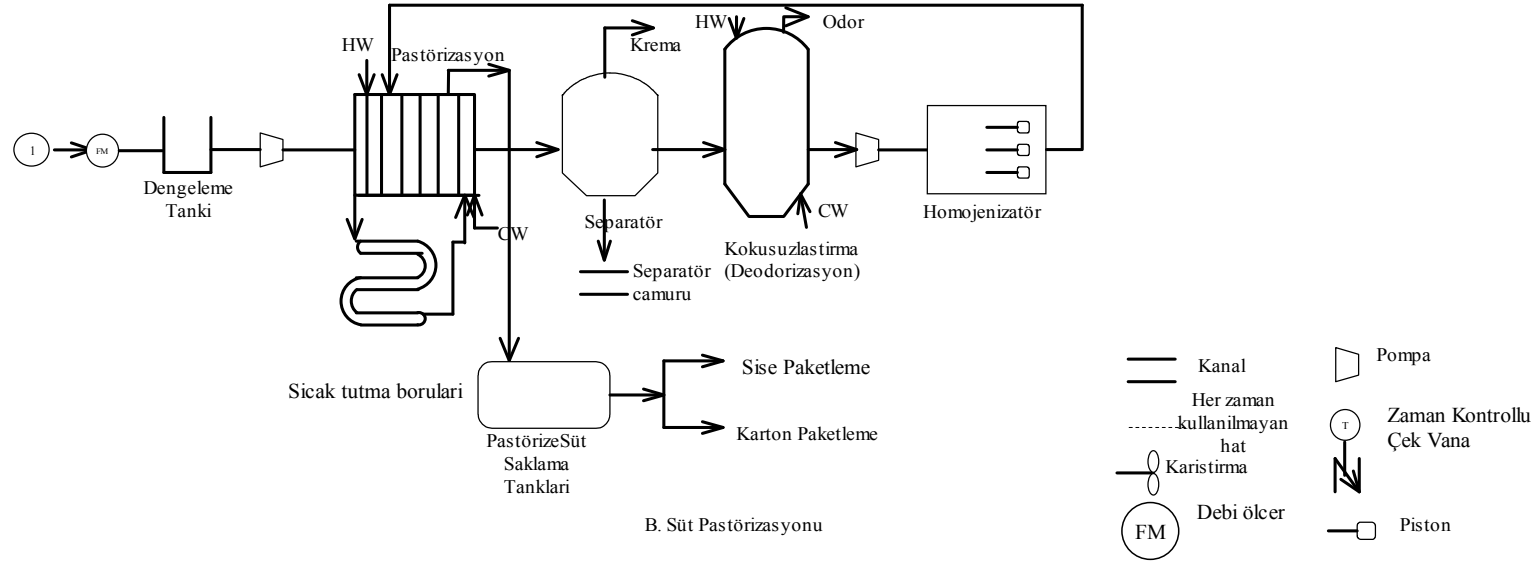 HW
Odor
Krema
HW
Pastörizasyon
1
FM
Dengeleme
Tanki
CW
Separatör
CW
Homojenizatör
Kokusuzlastirma
(Deodorizasyon)
Separatör
camuru
Sicak tutma borulari
PastörizeSüt
Saklama
Tanklari
Sise Paketleme
Karton Paketleme
B. Süt Pastörizasyonu
Kanal
Her zaman
kullanilmayan
hat
Karistirma
FM
Debi ölcer
Pompa
T
Zaman Kontrollu
Çek Vana
Piston